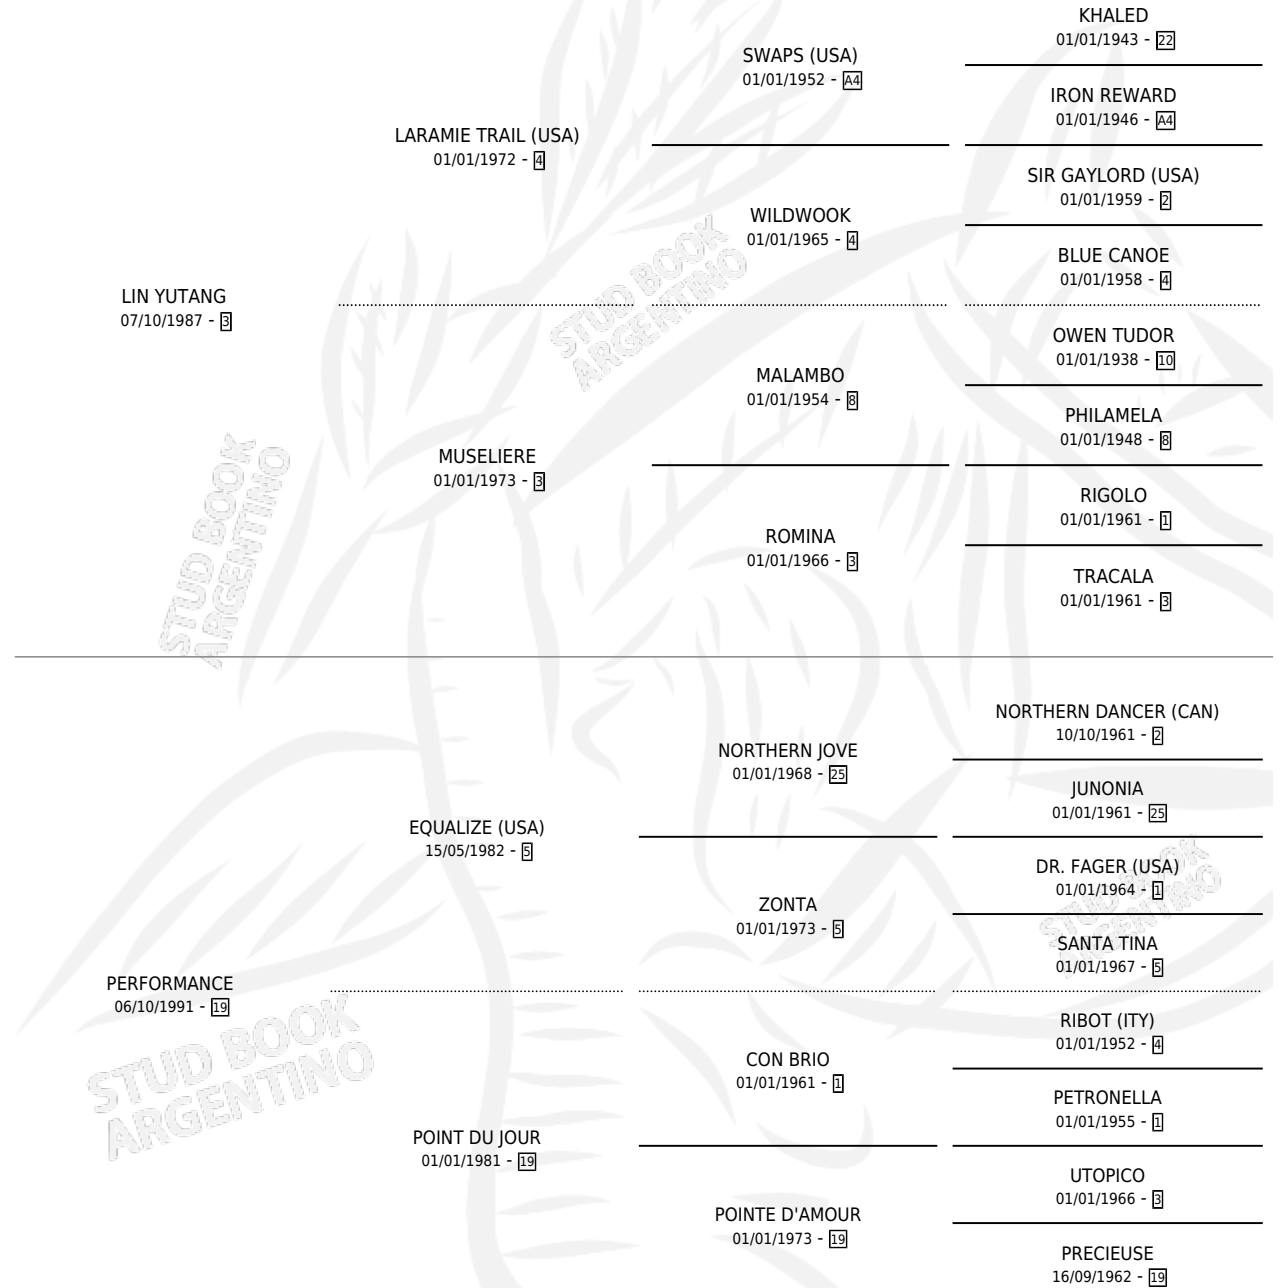 KHALED
01/01/1943 - 22
SWAPS (USA)
01/01/1952 - A4
IRON REWARD
01/01/1946 - A4
LARAMIE TRAIL (USA)
01/01/1972 - 4
SIR GAYLORD (USA)
01/01/1959 - 2
WILDWOOK
01/01/1965 - 4
BLUE CANOE
01/01/1958 - 4
LIN YUTANG
07/10/1987 - 3
STUD BOOK
ARGENTINO
OWEN TUDOR
01/01/1938 - 10
MALAMBO
01/01/1954 - 8
PHILAMELA
01/01/1948 - 8
MUSELIERE
01/01/1973 - 3
RIGOLO
01/01/1961 - 1
ROMINA
01/01/1966 - 3
TRACALA
01/01/1961 - 3
STUD BOOK
ARGENTINO
NORTHERN DANCER (CAN)
10/10/1961 - 2
NORTHERN JOVE
01/01/1968 - 25
JUNONIA
01/01/1961 - 25
EQUALIZE (USA)
15/05/1982 - 5
DR. FAGER (USA)
01/01/1964 - 1
ZONTA
01/01/1973 - 5
SANTA TINA
01/01/1967 - 5
STUD BOOK
ARGENTINO
PERFORMANCE
06/10/1991 - 19
RIBOT (ITY)
01/01/1952 - 4
CON BRIO
01/01/1961 - 1
PETRONELLA
01/01/1955 - 1
STUD BOOK
ARGENTINO
POINT DU JOUR
01/01/1981 - 19
UTOPICO
01/01/1966 - 3
POINTE D'AMOUR
01/01/1973 - 19
PRECIEUSE
16/09/1962 - 19